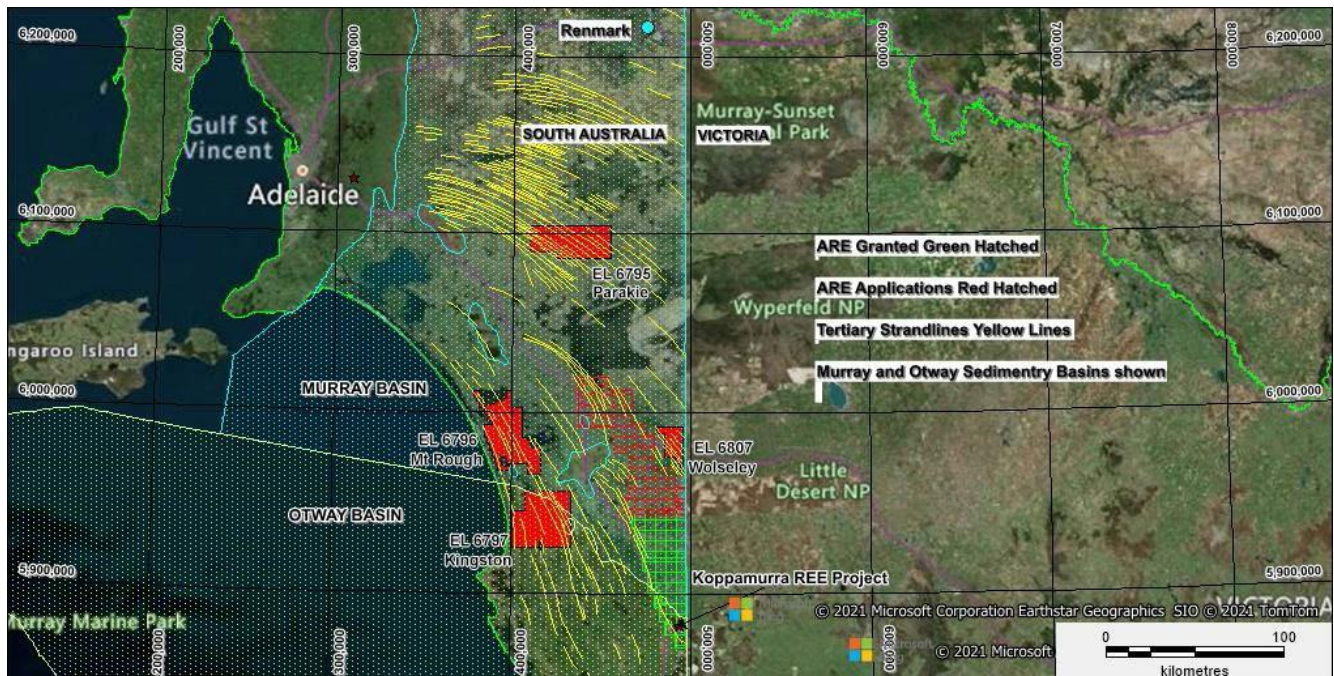 Renmark
6,200,000
200,000
300,000
400,000
500,000
600,000
700,000
800,000
6,200,000
Gulf St
Vincent
SOUTH AUSTRALIA
VICTORIA
Murray-Sunset
al Park
Adelaide
6,100,000
6,100,000
ARE Granted Green Hatched
EL 6795
Parakie
ARE Applications Red Hatched
Wyperfeld NP
Tertiary Strandlines Yellow Lines
ngaroo Island
Murray and Otway Sedimentry Basins shown
MURRAY BASIN
6,000,000
6,000,000
EL 6796
Mt Rough
EL 6807
Wolseley
Little
Desert NP
OTWAY BASIN
EL 6797
Kingston
5,900,000
Koppamurra REE Project
5,900,000
VICTORIA
Murray Marine Park
© 2021 Microsoft Corporation Earthstar Geographics SIO © 2021 TomTom
200,000
300,000
400,000
500,000
600,000
© 2021 Microsoft
0
100
kilometres